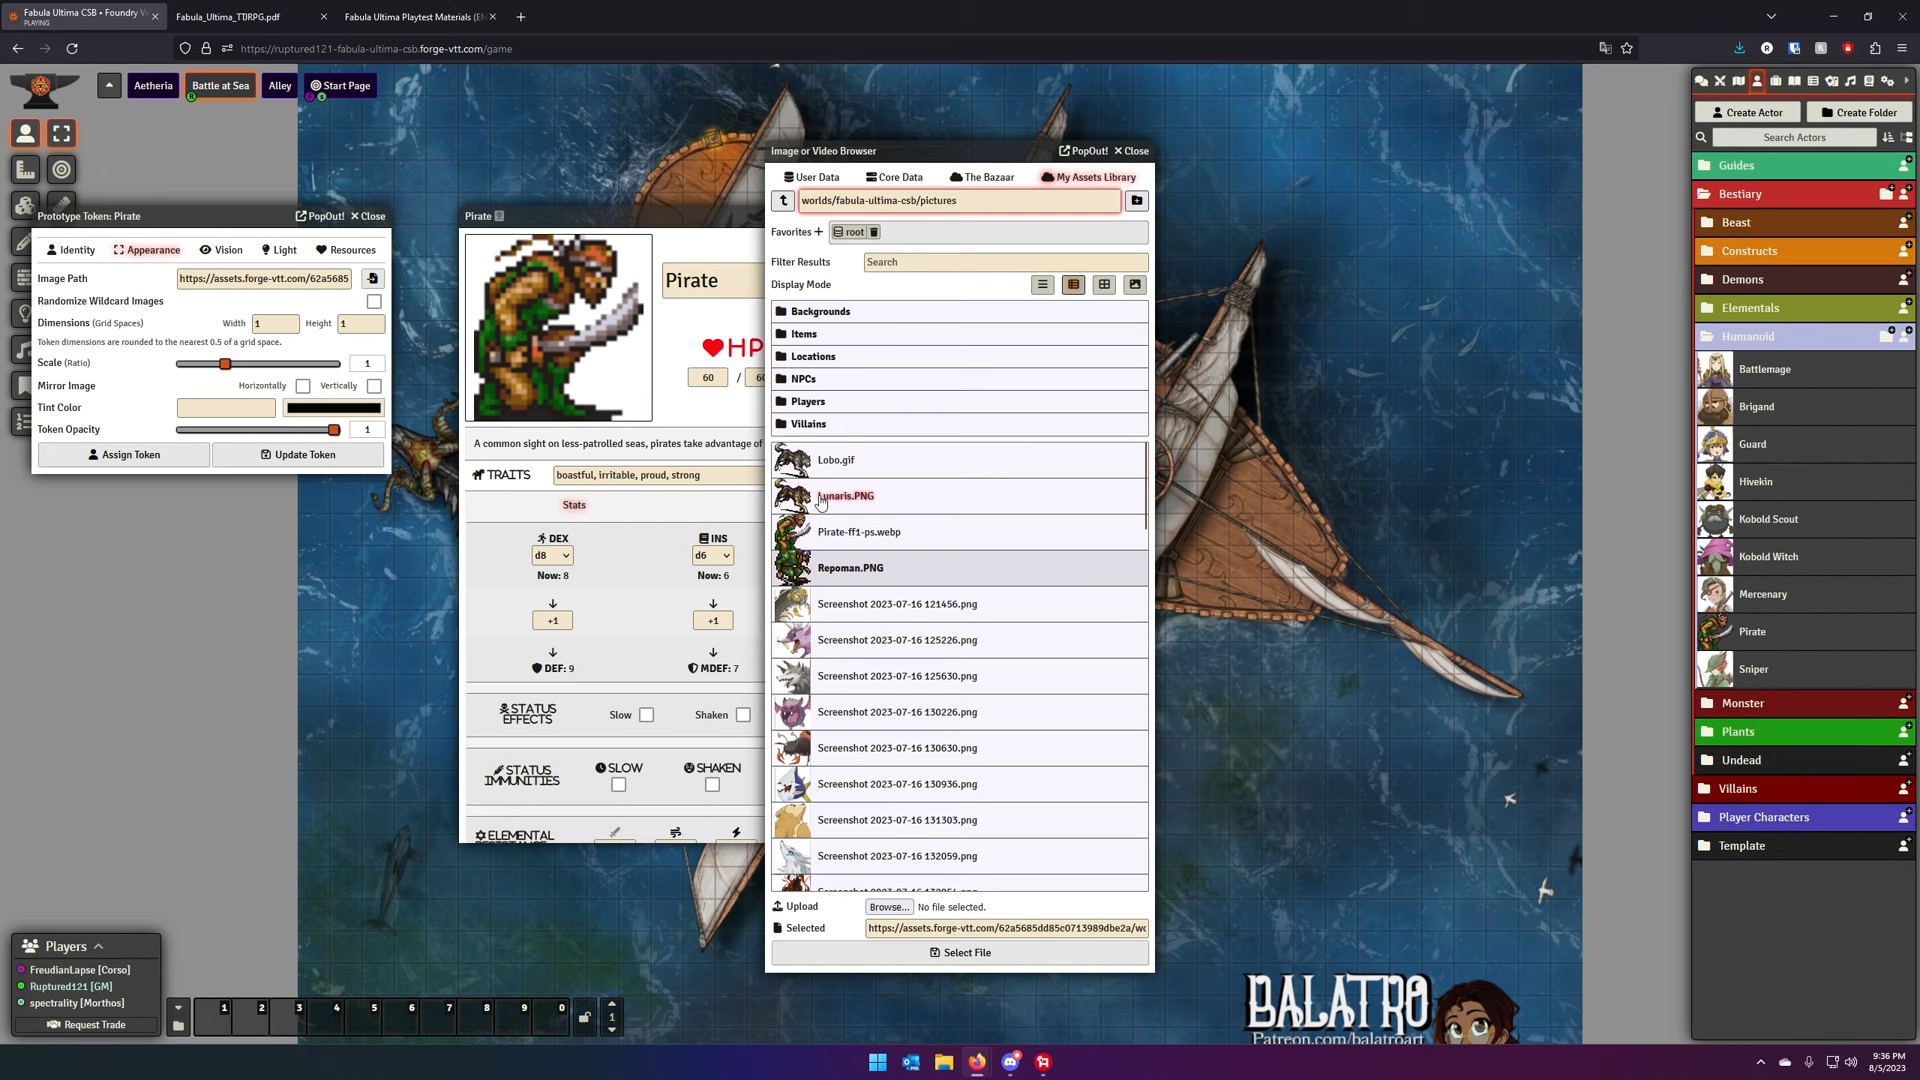 Fabula Ultima CSB • Foundry Vi
PLAYING
Fabula_Ultima_TTJRPG.pdf
Fabula Ultima Playtest Materials (EN
https://ruptured121-fabula-ultima-csb.forge-vtt.com/game
Aetheria
Battle at Sea
Alley
Start Page
Prototype Token: Pirate
PopOut!
Close
Identity
Appearance
Vision
Light
Resources
Image Path
https://assets.forge-vtt.com/62a5685
Randomize Wildcard Images
Dimensions (Grid Spaces)
Width
1
Height
1
Token dimensions are rounded to the nearest 0.5 of a grid space.
Scale (Ratio)
1
Mirror Image
Horizontally
Vertically
Tint Color
Token Opacity
1
Assign Token
Update Token
Pirate
Pirate
HP
60 / 60
A common sight on less-patrolled seas, pirates take advantage of
TRAITS
boastful, irritable, proud, strong
Stats
DEX
INS
d8
d6
Now: 8
Now: 6
+1
+1
DEF: 9
MDEF: 7
STATUS EFFECTS
Slow
Shaken
STATUS IMMUNITIES
SLOW
SHAKEN
ELEMENTAL
Image or Video Browser
PopOut!
Close
User Data
Core Data
The Bazaar
My Assets Library
worlds/fabula-ultima-csb/pictures
Favorites +
root
Filter Results
Search
Display Mode
Backgrounds
Items
Locations
NPCs
Players
Villains
Lobo.gif
Lunaris.PNG
Pirate-ff1-ps.webp
Repoman.PNG
Screenshot 2023-07-16 121456.png
Screenshot 2023-07-16 125226.png
Screenshot 2023-07-16 125630.png
Screenshot 2023-07-16 130226.png
Screenshot 2023-07-16 130630.png
Screenshot 2023-07-16 130936.png
Screenshot 2023-07-16 131303.png
Screenshot 2023-07-16 132059.png
Upload
Browse...
No file selected.
Selected
https://assets.forge-vtt.com/62a5685dd85c0713989dbe2a/wo
Select File
Create Actor
Create Folder
Search Actors
Guides
Bestiary
Beast
Constructs
Demons
Elementals
Humanoid
Battlemage
Brigand
Guard
Hivekin
Kobold Scout
Kobold Witch
Mercenary
Pirate
Sniper
Monster
Plants
Undead
Villains
Player Characters
Template
Players
FreudianLapse [Corso]
Ruptured121 [GM]
spectrality [Morthos]
Request Trade
1 2 3 4 5 6 7 8 9 0
1
BALATRO
Patreon.com/balatroart
9:36 PM
8/5/2023